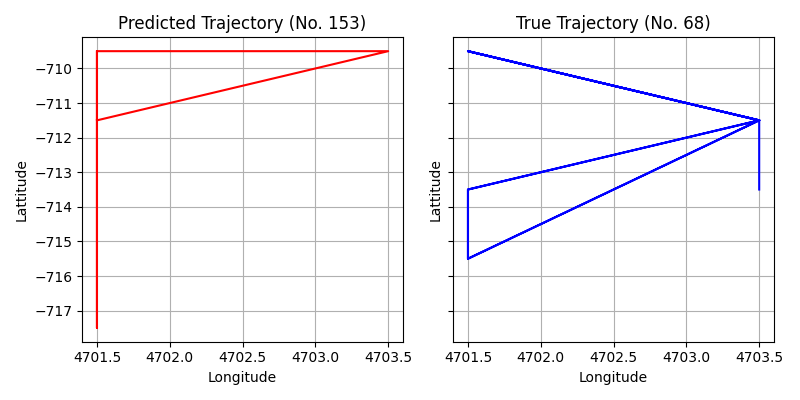 Predicted Trajectory (No. 153)
−710
−711
−712
−713
−714
−715
−716
−717
Lattitude
4701.5 4702.0 4702.5 4703.0 4703.5
Longitude
True Trajectory (No. 68)
Lattitude
4701.5 4702.0 4702.5 4703.0 4703.5
Longitude